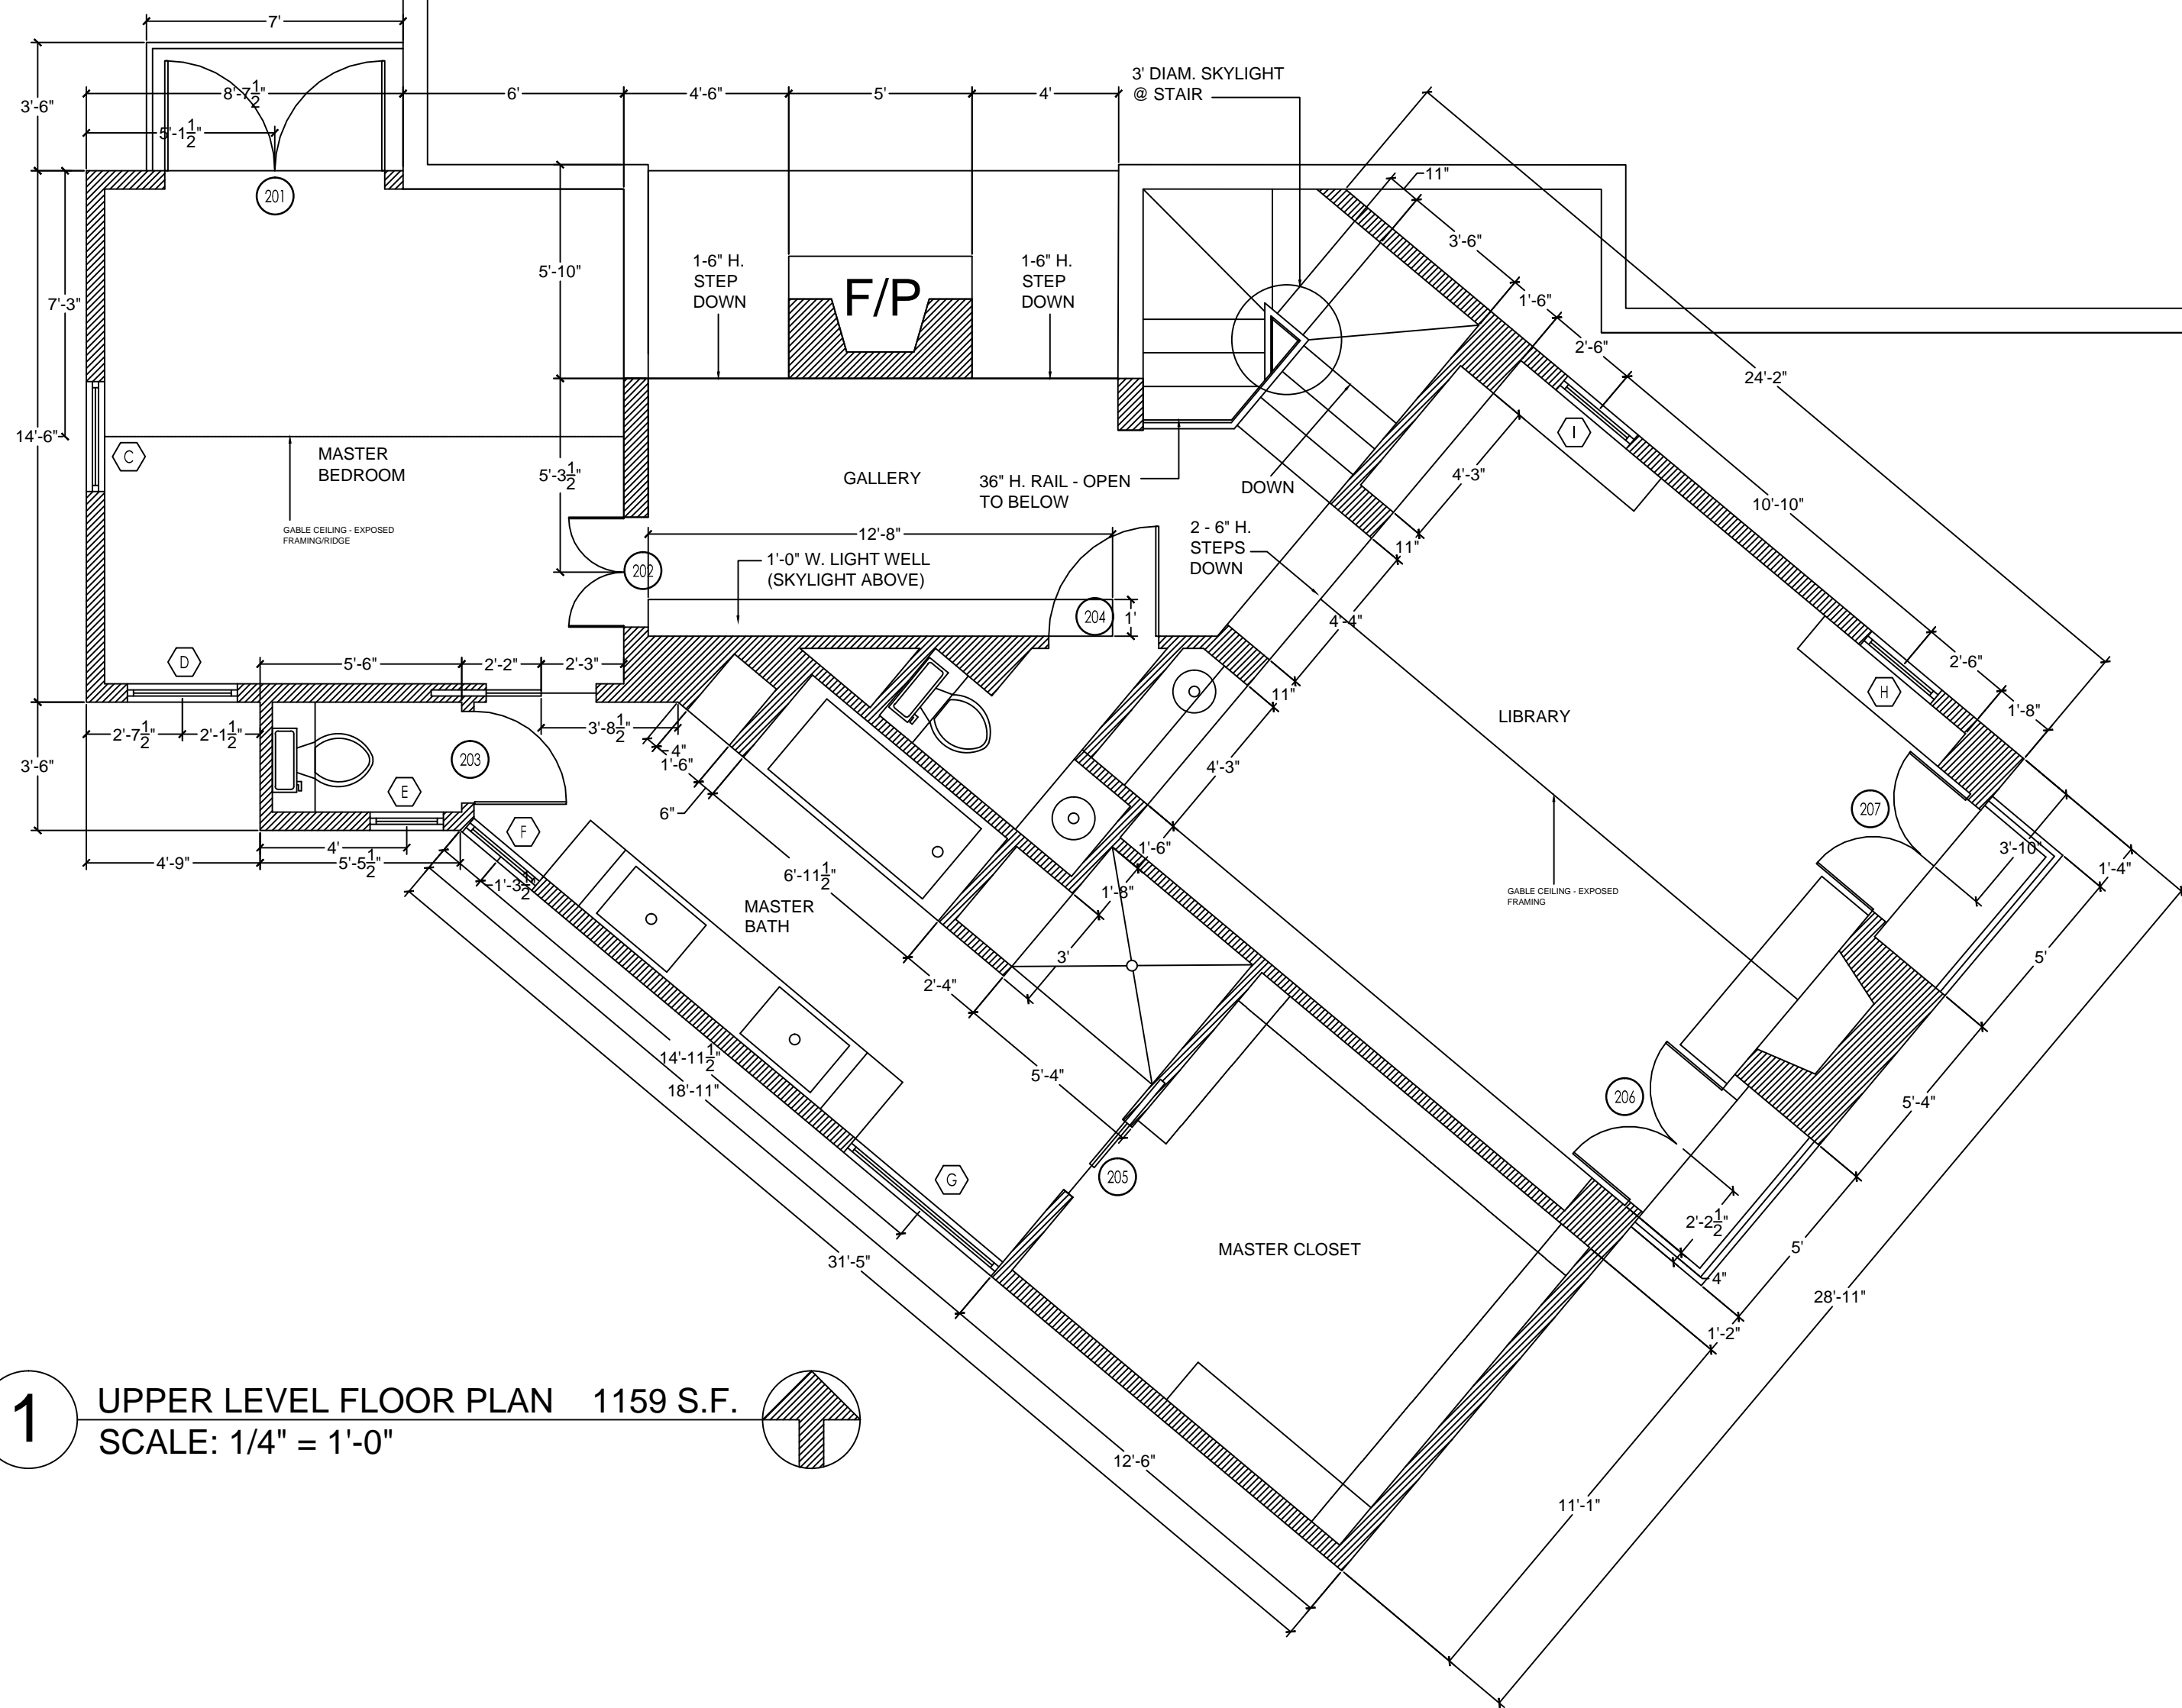 7'
3'-6"
8'-7 1/2"
6'
4'-6"
5'
4'
5'-1 1/2"
201
3' DIAM. SKYLIGHT
@ STAIR
11"
3'-6"
1'-6"
2'-6"
24'-2"
7'-3"
14'-6"
5'-10"
1-6" H.
STEP
DOWN
F/P
1-6" H.
STEP
DOWN
C
MASTER
BEDROOM
GABLE CEILING - EXPOSED
FRAMING/RIDGE
5'-3 1/2"
GALLERY
36" H. RAIL - OPEN
TO BELOW
DOWN
I
4'-3"
10'-10"
12'-8"
1'-0" W. LIGHT WELL
(SKYLIGHT ABOVE)
202
204
1'
2 - 6" H.
STEPS
DOWN
11"
4'-4"
11"
D
5'-6"
2'-2"
2'-3"
H
2'-6"
1'-8"
LIBRARY
2'-7 1/2"
2'-1 1/2"
3'-8 1/2"
4"
1'-6"
6"
3'-6"
203
E
F
4'-3"
207
4'
4'-9"
5'-5 1/2"
1'-3 1/2"
6'-11 1/2"
1'-6"
1'-8"
3'-10"
1'-4"
MASTER
BATH
GABLE CEILING - EXPOSED
FRAMING
3'
2'-4"
5'
14'-11 1/2"
18'-11"
5'-4"
206
5'-4"
G
205
31'-5"
MASTER CLOSET
2'-2 1/2"
5'
4"
28'-11"
1'-2"
12'-6"
11'-1"
1
UPPER LEVEL FLOOR PLAN 1159 S.F.
SCALE: 1/4" = 1'-0"